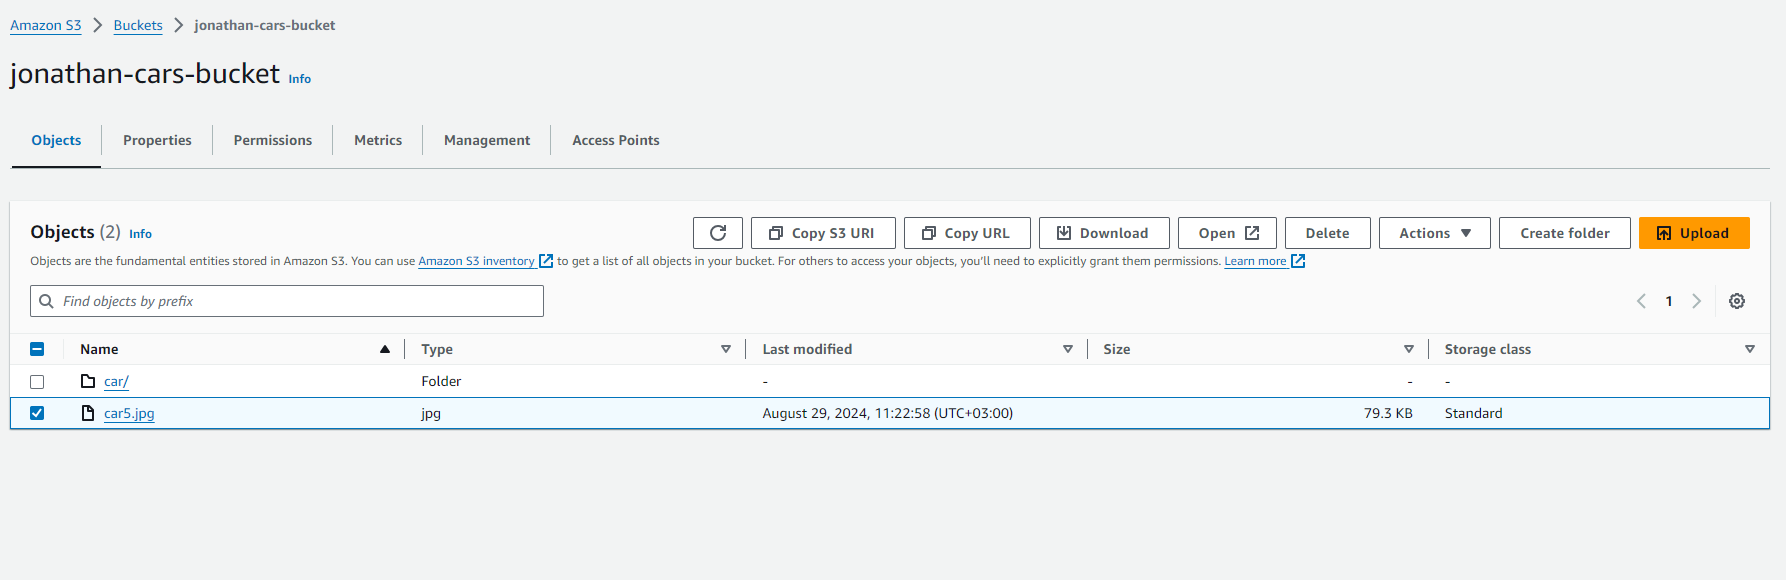 Amazon S3 > Buckets > jonathan-cars-bucket
jonathan-cars-bucket Info
Objects Properties Permissions Metrics Management Access Points
Objects (2) Info Copy S3 URI Copy URL Download Open Delete Actions Create folder Upload
Objects are the fundamental entities stored in Amazon S3. You can use Amazon S3 inventory to get a list of all objects in your bucket. For others to access your objects, you'll need to explicitly grant them permissions. Learn more
Find objects by prefix 1
Name Type Last modified Size Storage class
car/ Folder - - -
car5.jpg jpg August 29, 2024, 11:22:58 (UTC+03:00) 79.3 KB Standard